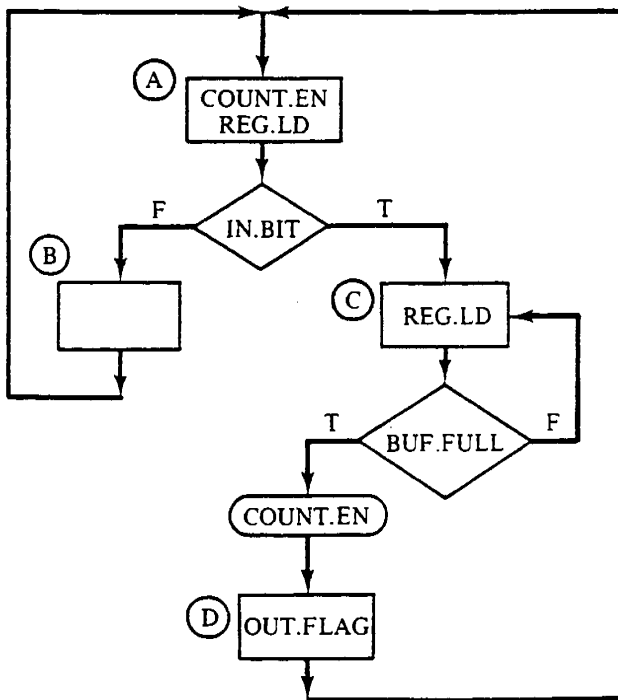 A
COUNT.EN
REG.LD
F
IN.BIT
T
B
C
REG.LD
T
BUF.FULL
F
COUNT.EN
D
OUT.FLAG